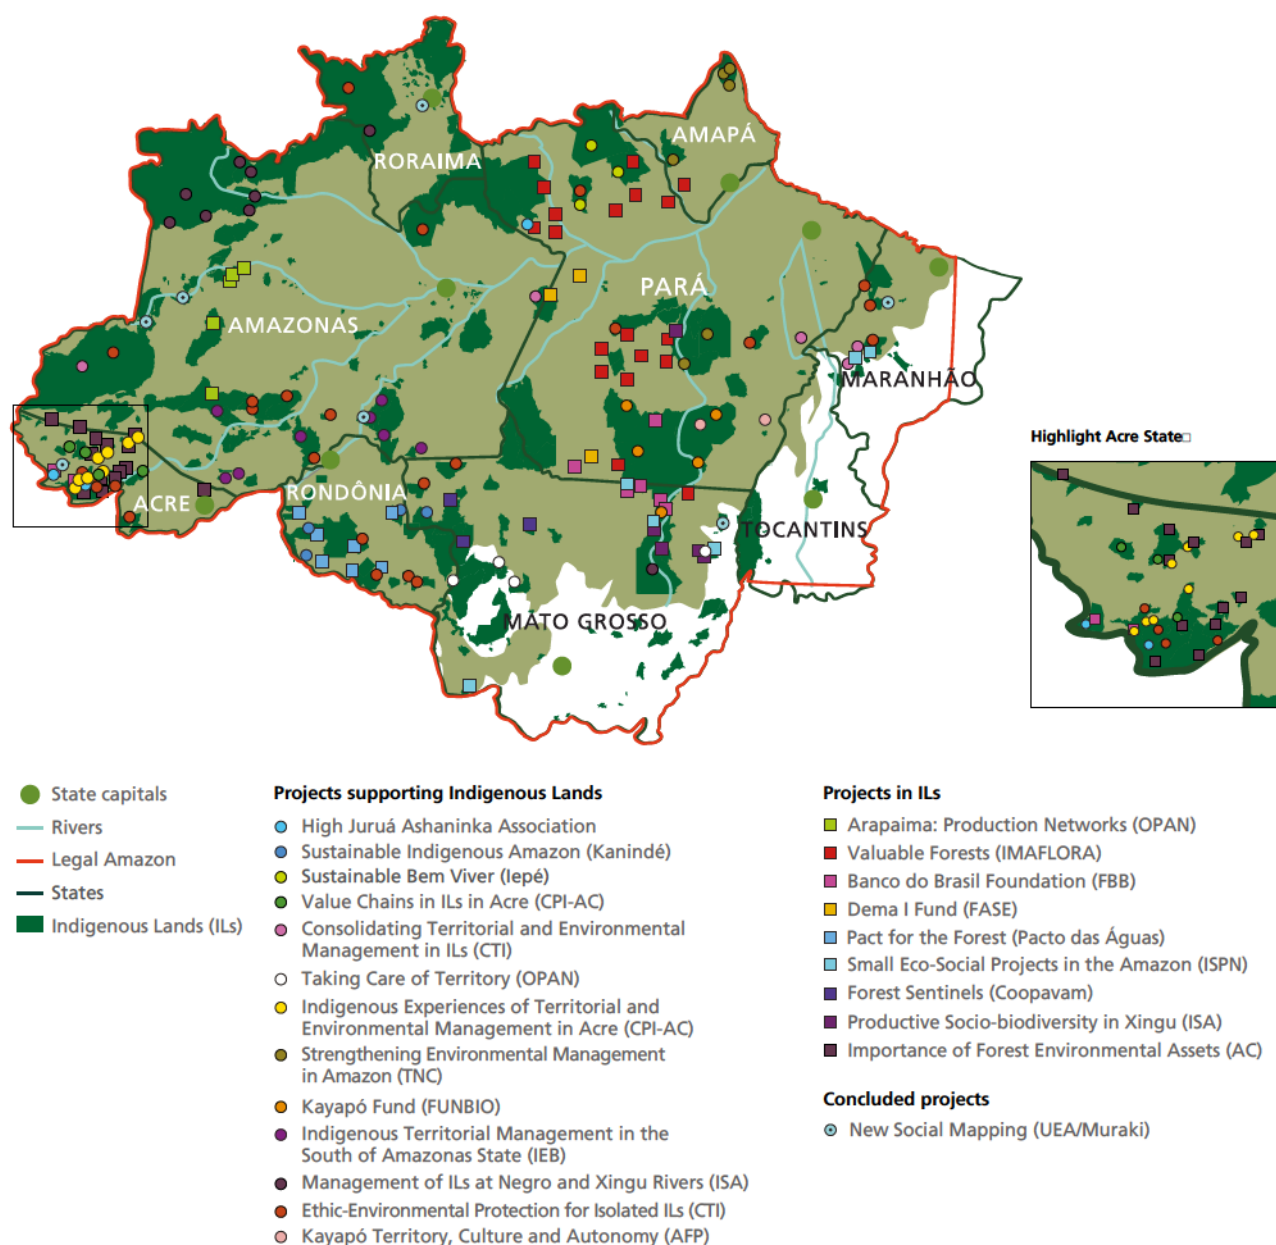 AMAPÁ
RORAIMA
PARÁ
AMAZONAS
MARANHÃO
Highlight Acre State□
ACRE
RONDÔNIA
TOCANTINS
MATO GROSSO
State capitals
Rivers
Legal Amazon
States
Indigenous Lands (ILs)
Projects supporting Indigenous Lands
High Juruá Ashaninka Association
Sustainable Indigenous Amazon (Kanindé)
Sustainable Bem Viver (Iepé)
Value Chains in ILs in Acre (CPI-AC)
Consolidating Territorial and Environmental
Management in ILs (CTI)
Taking Care of Territory (OPAN)
Indigenous Experiences of Territorial and
Environmental Management in Acre (CPI-AC)
Strengthening Environmental Management
in Amazon (TNC)
Kayapó Fund (FUNBIO)
Indigenous Territorial Management in the
South of Amazonas State (IEB)
Management of ILs at Negro and Xingu Rivers (ISA)
Ethic-Environmental Protection for Isolated ILs (CTI)
Kayapó Territory, Culture and Autonomy (AFP)
Projects in ILs
Arapaima: Production Networks (OPAN)
Valuable Forests (IMAFLORA)
Banco do Brasil Foundation (FBB)
Dema I Fund (FASE)
Pact for the Forest (Pacto das Águas)
Small Eco-Social Projects in the Amazon (ISPN)
Forest Sentinels (Coopavam)
Productive Socio-biodiversity in Xingu (ISA)
Importance of Forest Environmental Assets (AC)
Concluded projects
New Social Mapping (UEA/Muraki)